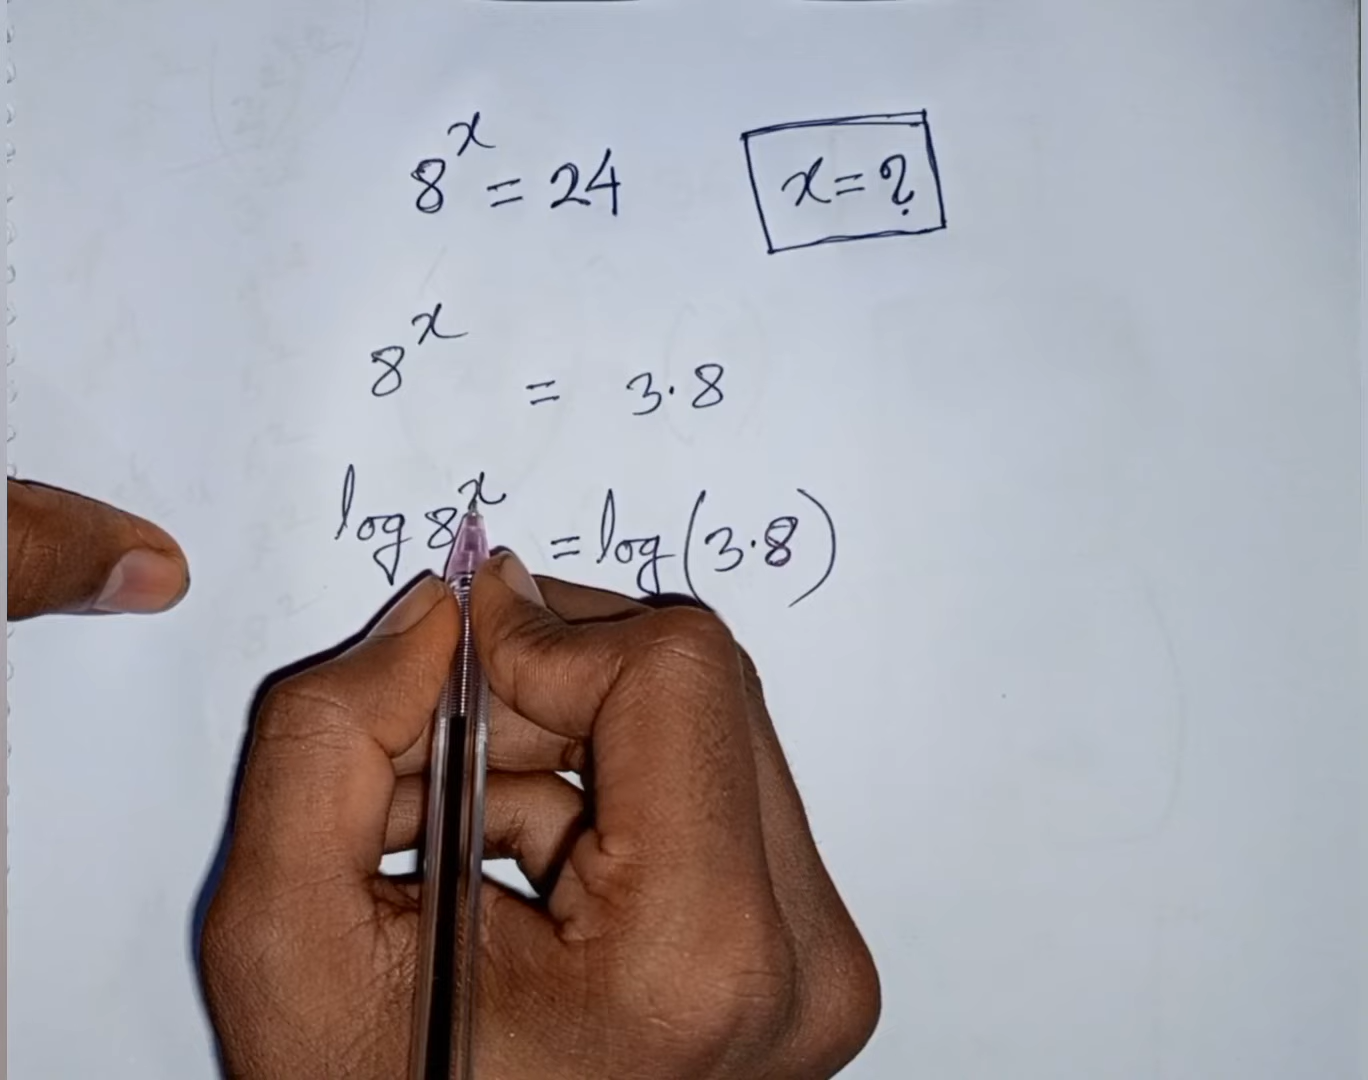 8^x = 24 x = ?
8^x = 3·8
log 8^x = log(3·8)